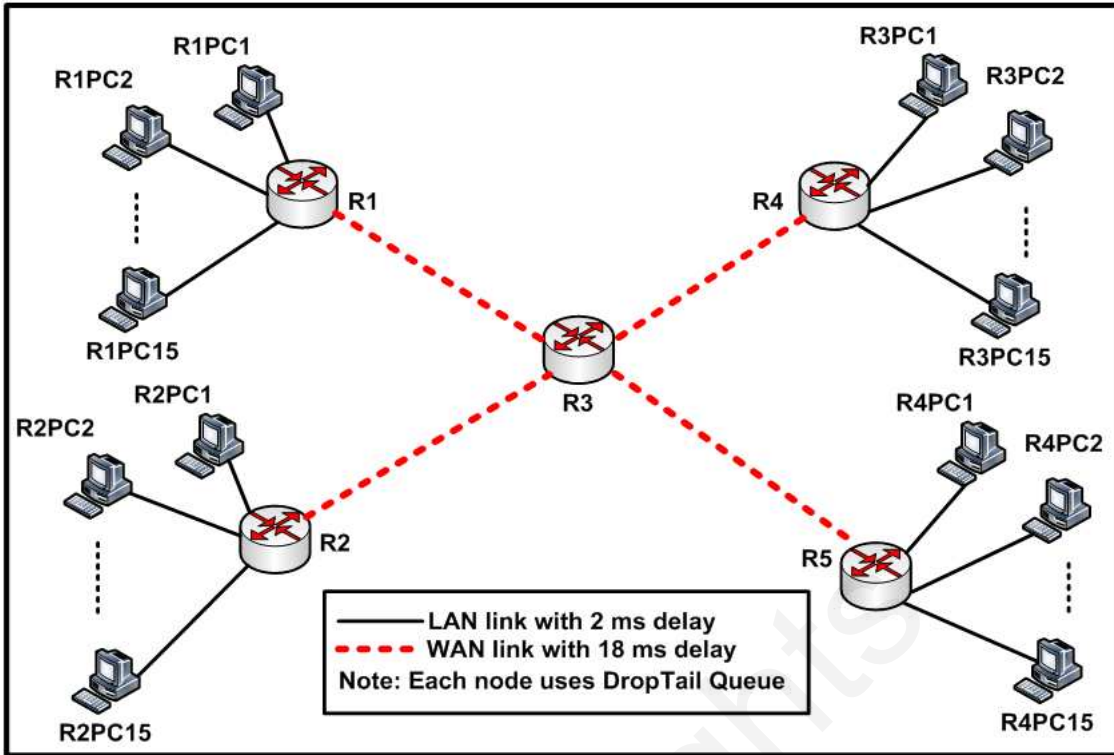 R1PC1
R1PC2
R1PC15
R1
R3PC1
R3PC2
R3PC15
R4
R3
R2PC1
R2PC2
R2PC15
R2
R4PC1
R4PC2
R4PC15
R5
LAN link with 2 ms delay
WAN link with 18 ms delay
Note: Each node uses DropTail Queue